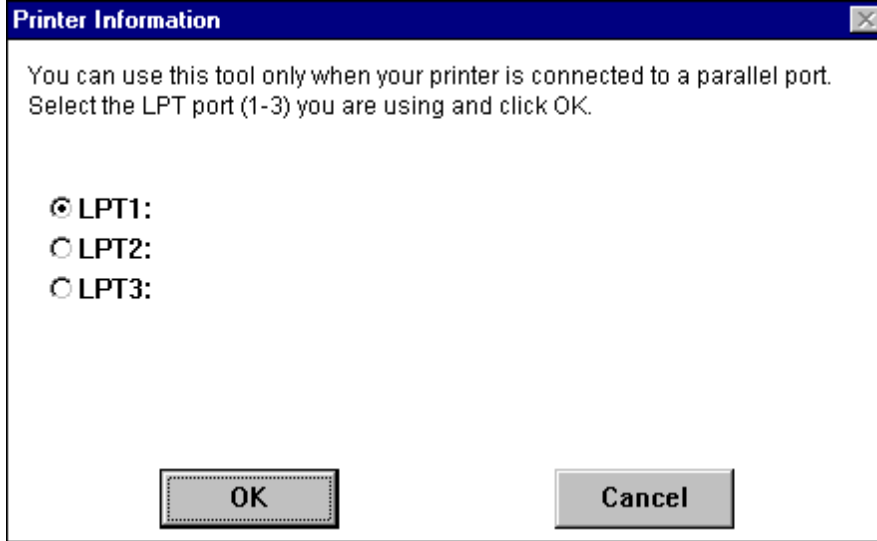 Printer Information
You can use this tool only when your printer is connected to a parallel port.
Select the LPT port (1-3) you are using and click OK.
LPT1:
LPT2:
LPT3:
OK
Cancel